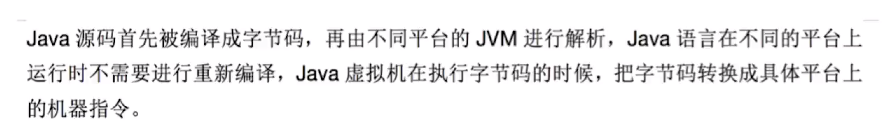 Java 源码首先被编译成字节码，再由不同平台的 JVM 进行解析，Java 语言在不同的平台上
运行时不需要进行重新编译，Java 虚拟机在执行字节码的时候，把字节码转换成具体平台上
的机器指令。